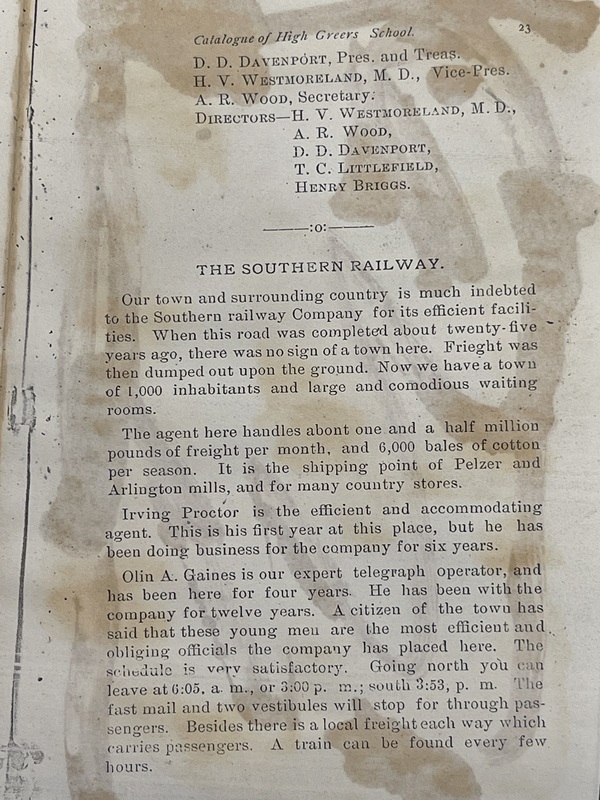 Catalogue of High Greers School. 23
D. D. DAVENPORT, Pres. and Treas.
H. V. WESTMORELAND, M. D., Vice-Pres.
A. R. WOOD, Secretary.
DIRECTORS—H. V. WESTMORELAND, M. D.,
A. R. WOOD,
D. D. DAVENPORT,
T. C. LITTLEFIELD,
HENRY BRIGGS.
———:o:———
THE SOUTHERN RAILWAY.
Our town and surrounding country is much indebted
to the Southern railway Company for its efficient facili-
ties. When this road was completed about twenty-five
years ago, there was no sign of a town here. Frieght was
then dumped out upon the ground. Now we have a town
of 1,000 inhabitants and large and comodious waiting
rooms.
The agent here handles abont one and a half million
pounds of freight per month, and 6,000 bales of cotton
per season. It is the shipping point of Pelzer and
Arlington mills, and for many country stores.
Irving Proctor is the efficient and accommodating
agent. This is his first year at this place, but he has
been doing business for the company for six years.
Olin A. Gaines is our expert telegraph operator, and
has been here for four years. He has been with the
company for twelve years. A citizen of the town has
said that these young men are the most efficient and
obliging officials the company has placed here. The
schedule is very satisfactory. Going north you can
leave at 6:05. a. m., or 3:00 p. m.; south 3:53, p. m. The
fast mail and two vestibules will stop for through pas-
sengers. Besides there is a local freight each way which
carries passengers. A train can be found every few
hours.